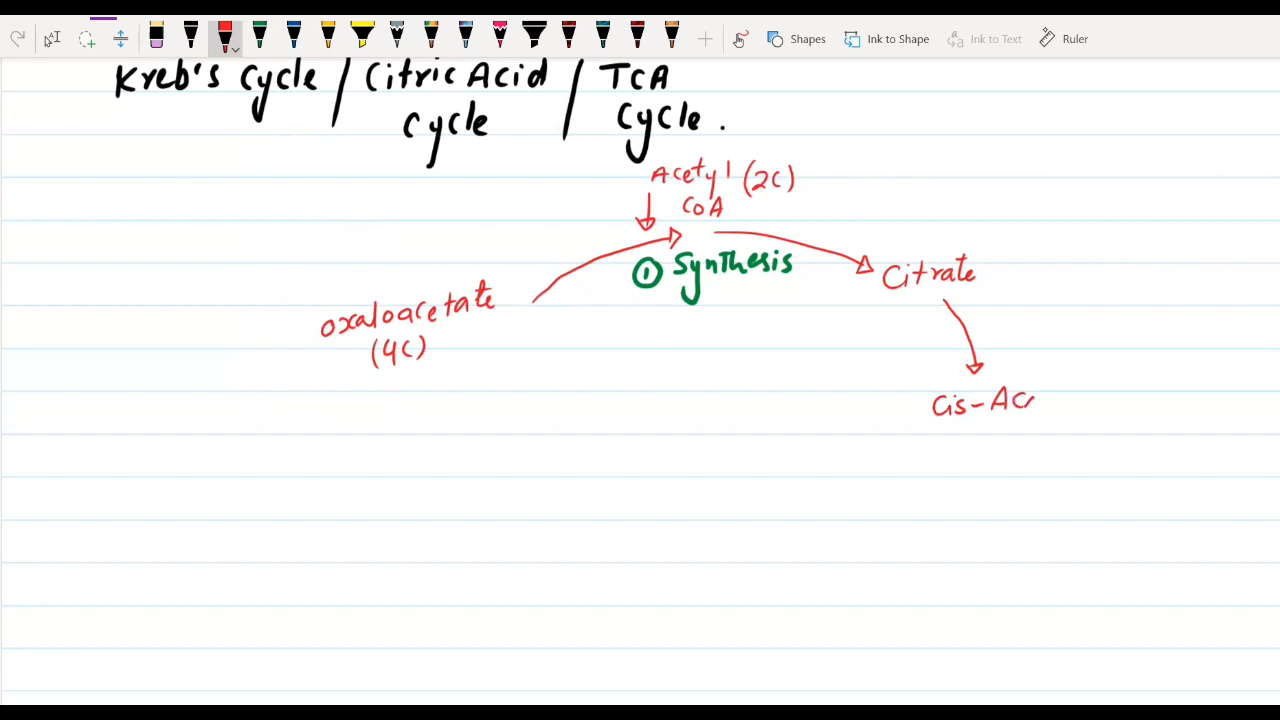 Shapes Ink to Shape Ink to Text Ruler
Kreb's Cycle / Citric Acid / TCA
Cycle Cycle.
Acetyl (2C)
CoA
① Synthesis
Citrate
Oxaloacetate
(4C)
Cis-Ac